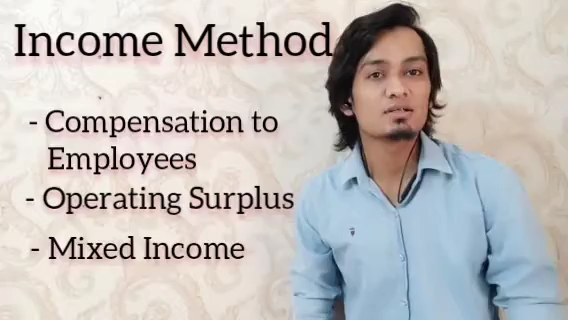 Income Method
- Compensation to
Employees
- Operating Surplus
- Mixed Income